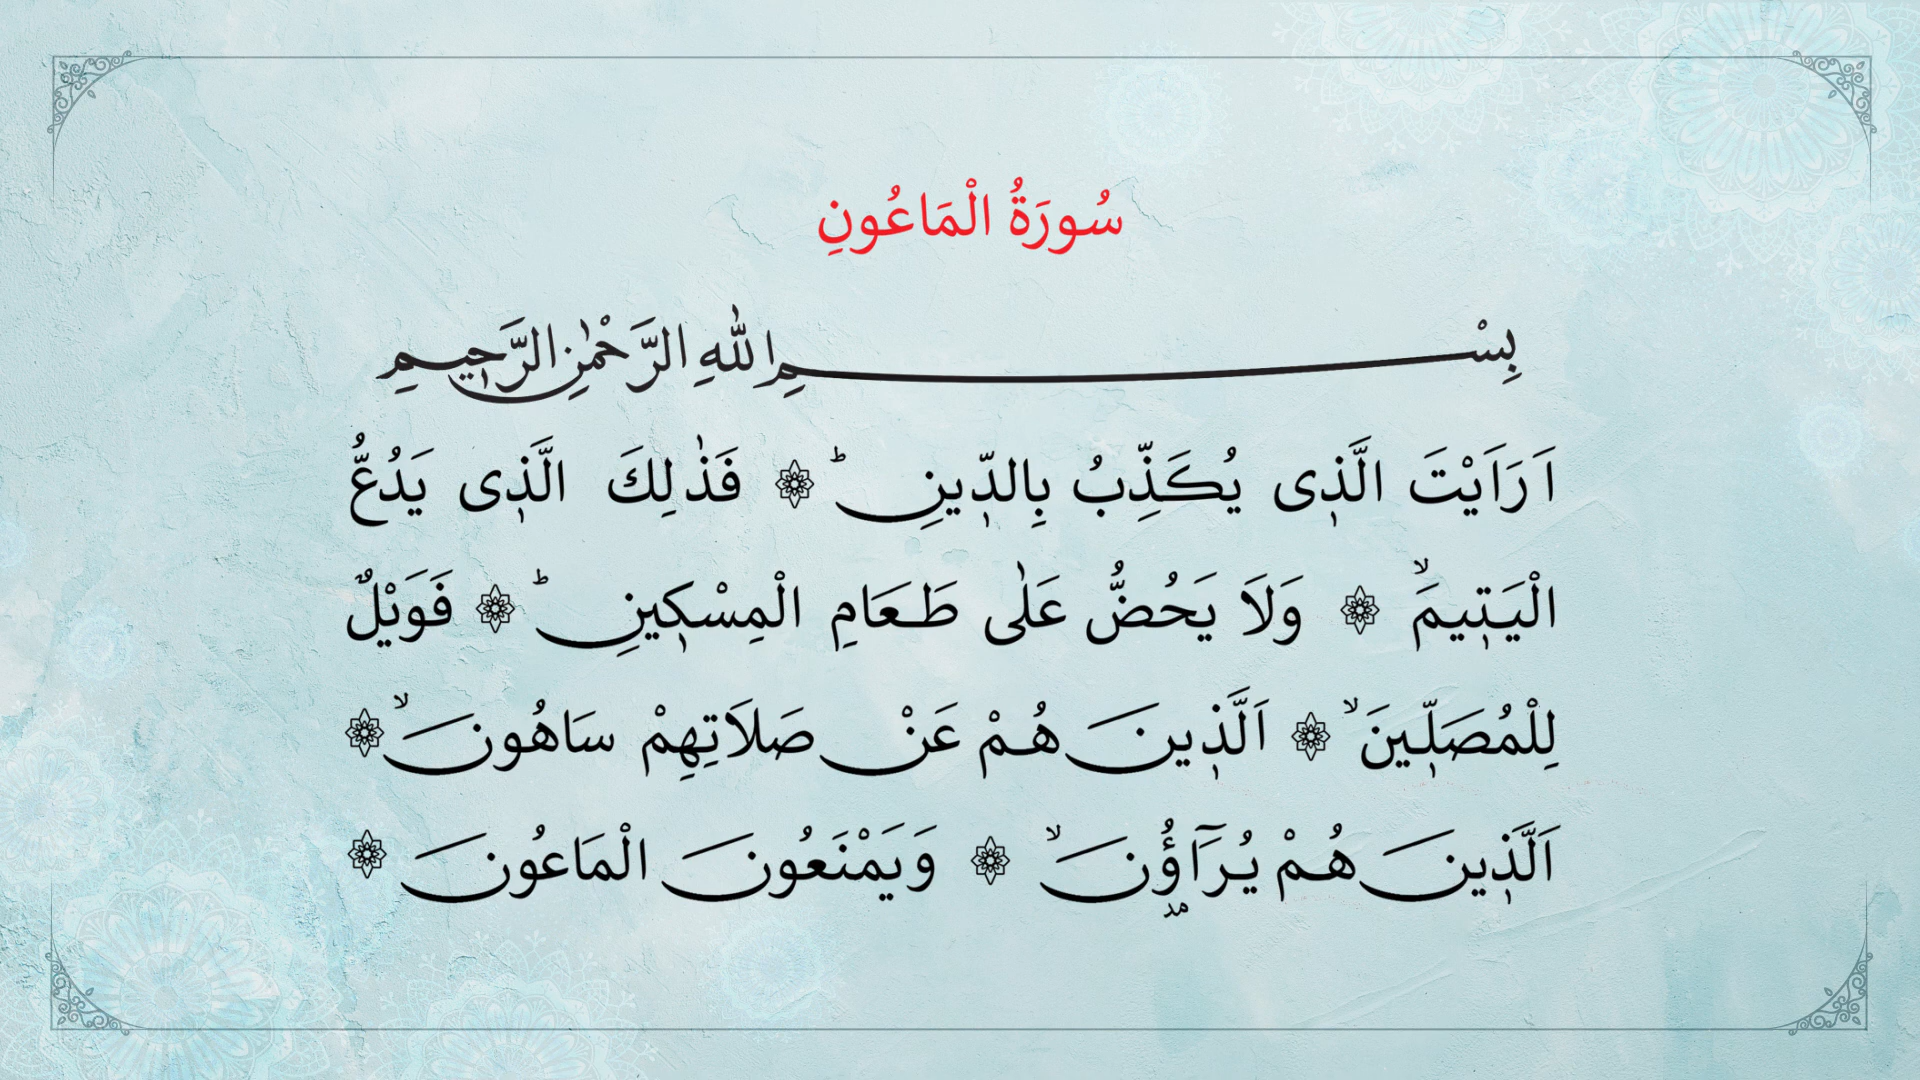 سُورَةُ الْمَاعُونِ
بِسْمِ اللّٰهِ الرَّحْمٰنِ الرَّحٖيمِ
اَرَاَيْتَ الَّذٖى يُكَذِّبُ بِالدّٖينِ ؕ ۞ فَذٰلِكَ الَّذٖى يَدُعُّ
الْيَتٖيمَ ۙ ۞ وَلَا يَحُضُّ عَلٰى طَعَامِ الْمِسْكٖينِ ؕ ۞ فَوَيْلٌ
لِلْمُصَلّٖينَ ۙ ۞ اَلَّذٖينَ هُمْ عَنْ صَلَاتِهِمْ سَاهُونَ ۙ ۞
اَلَّذٖينَ هُمْ يُرَآؤُنَ ۙ ۞ وَيَمْنَعُونَ الْمَاعُونَ ۞